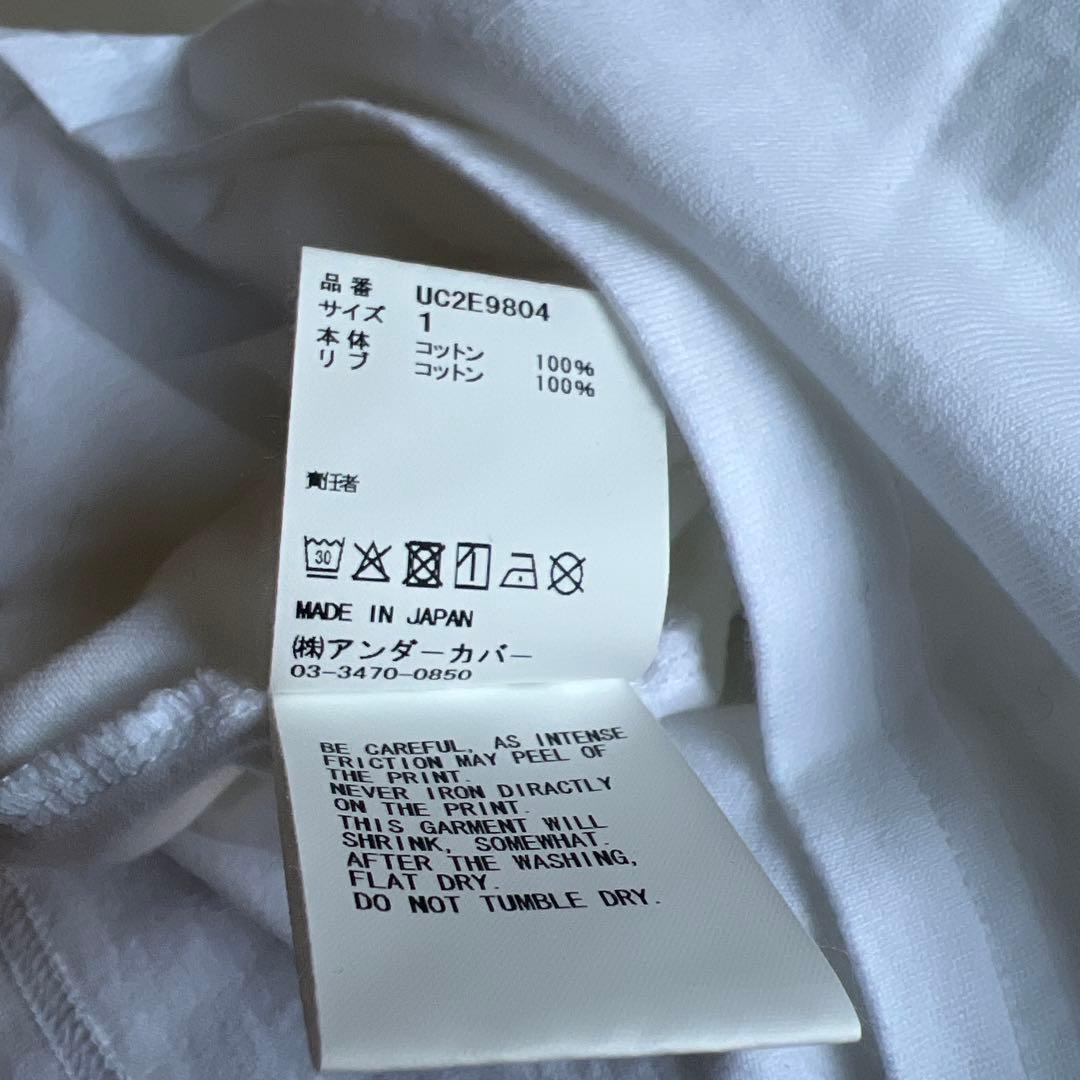 品番 UC2E9804
サイズ 1
本体 コットン 100%
リブ コットン 100%
責任者
30
MADE IN JAPAN
㈱アンダーカバー
03-3470-0850
BE CAREFUL, AS INTENSE
FRICTION MAY PEEL OF
THE PRINT.
NEVER IRON DIRACTLY
ON THE PRINT.
THIS GARMENT WILL
SHRINK, SOMEWHAT.
AFTER THE WASHING,
FLAT DRY.
DO NOT TUMBLE DRY.